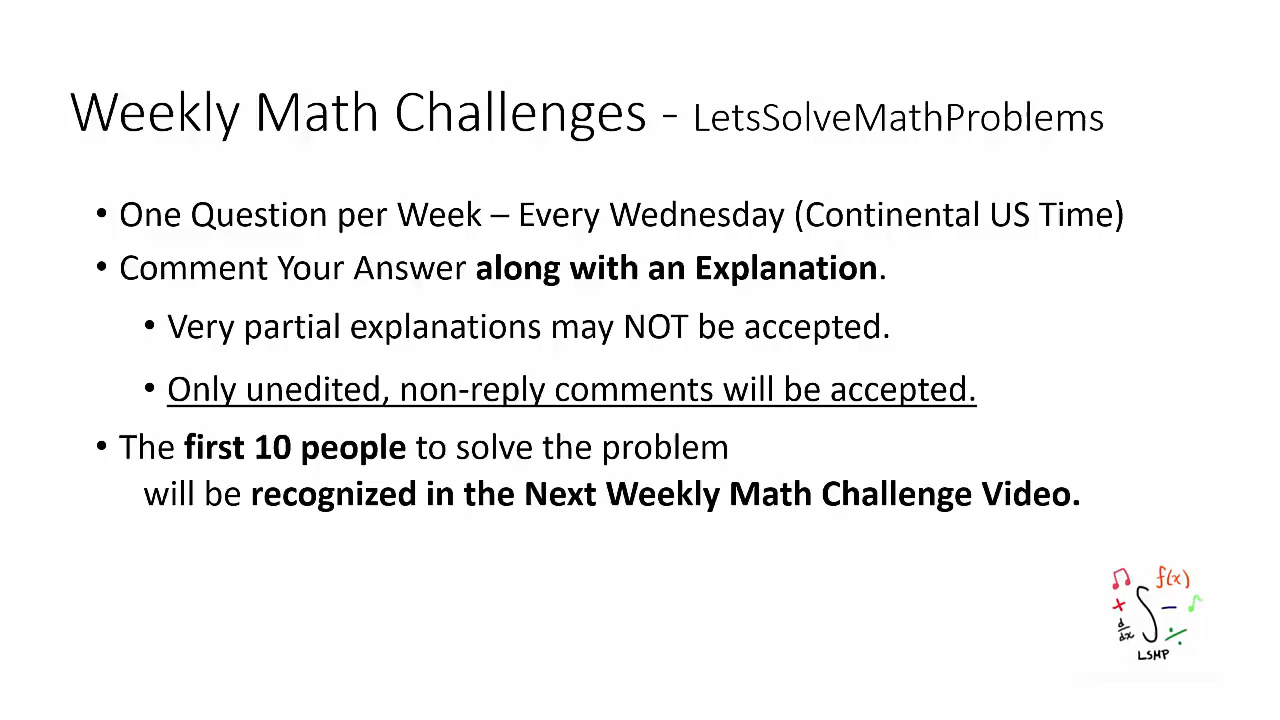 Weekly Math Challenges - LetsSolveMathProblems
• One Question per Week – Every Wednesday (Continental US Time)
• Comment Your Answer along with an Explanation.
• Very partial explanations may NOT be accepted.
• Only unedited, non-reply comments will be accepted.
• The first 10 people to solve the problem
will be recognized in the Next Weekly Math Challenge Video.
f(x)
+ ∫ −
d/dx ÷
LSMP